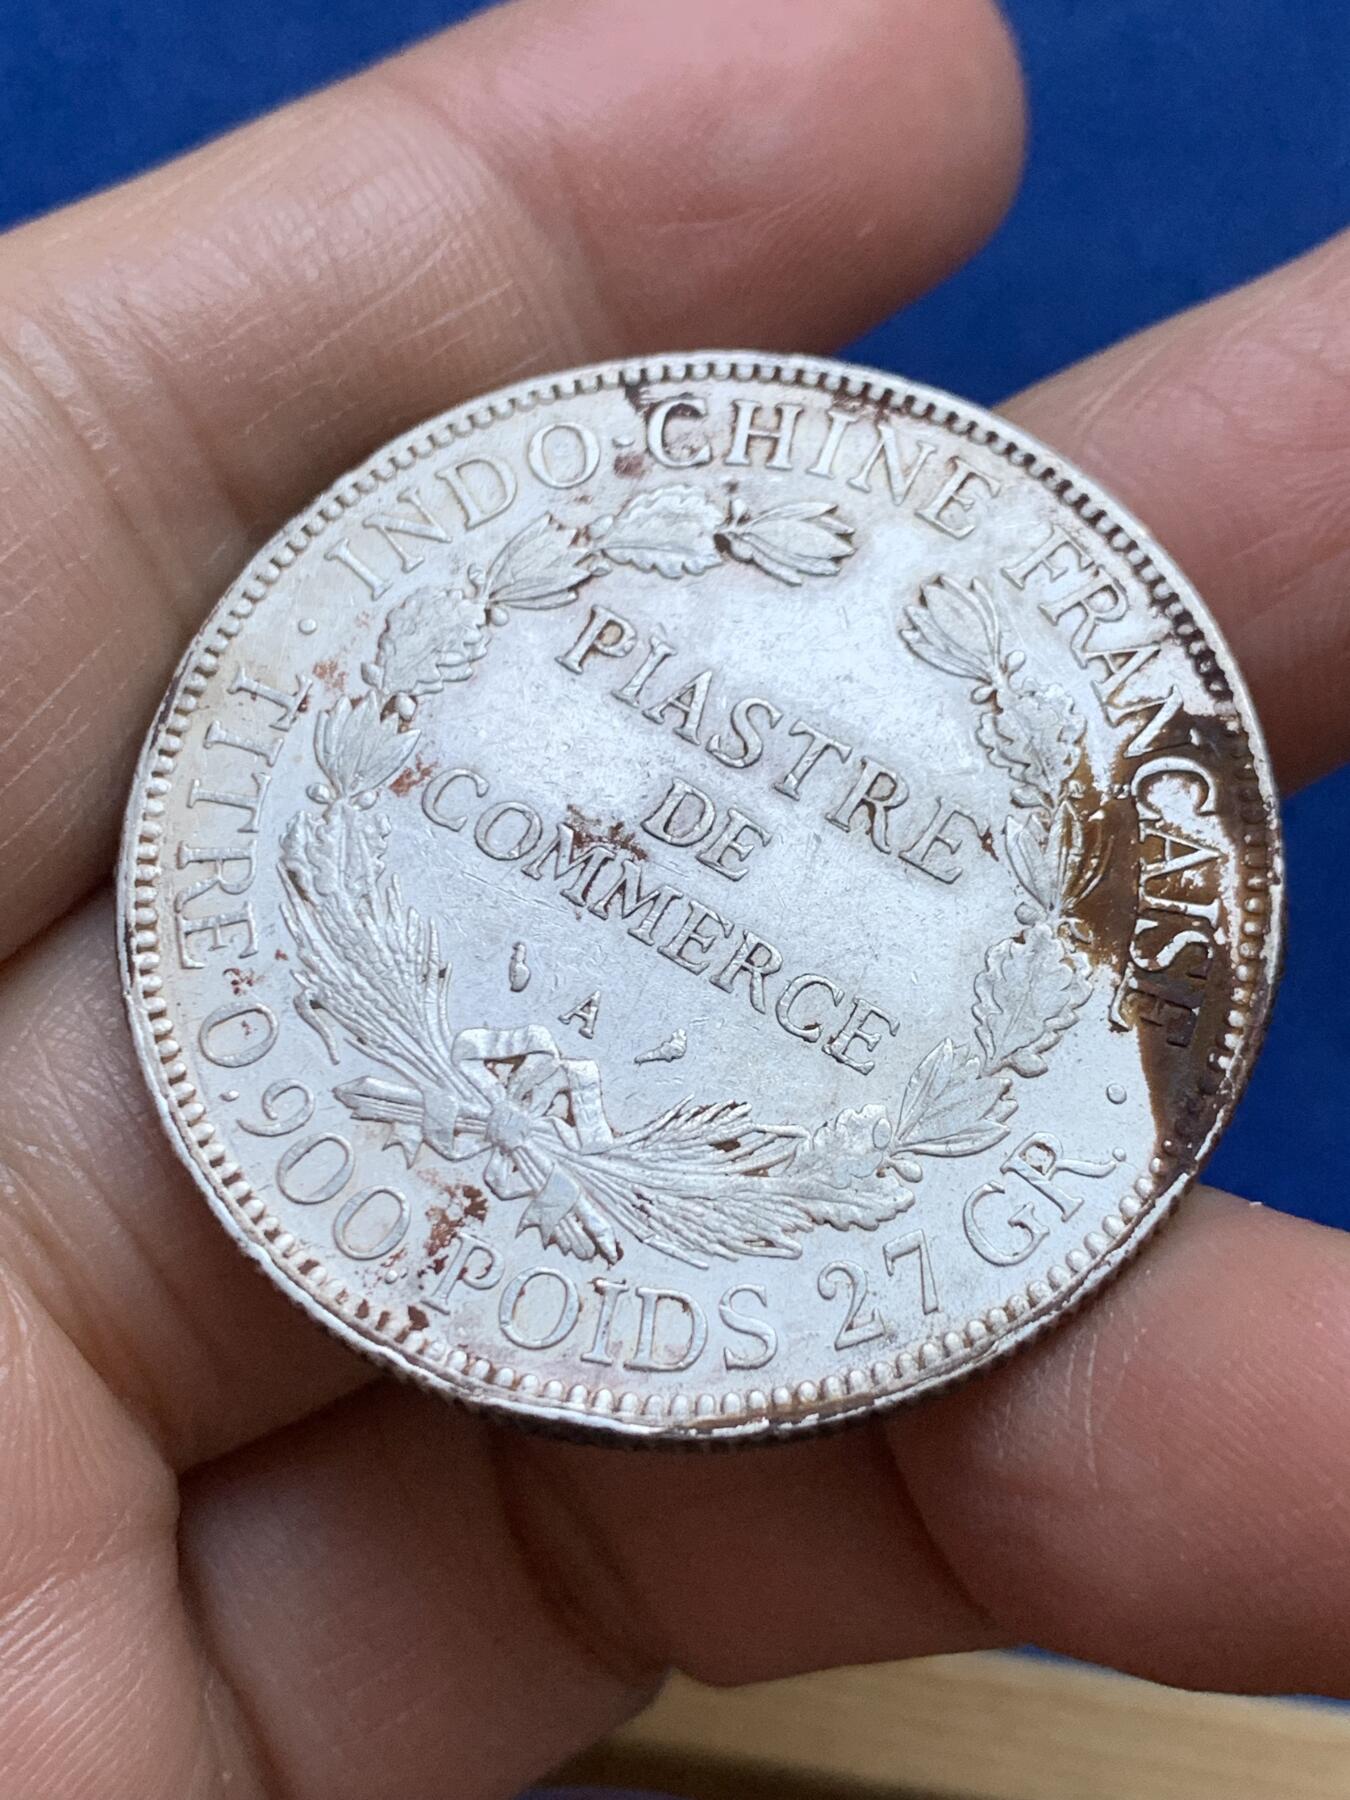 INDO-CHINE FRANÇAISE
PIASTRE
DE
COMMERCE
A
TITRE 0,900. POIDS 27 GR.